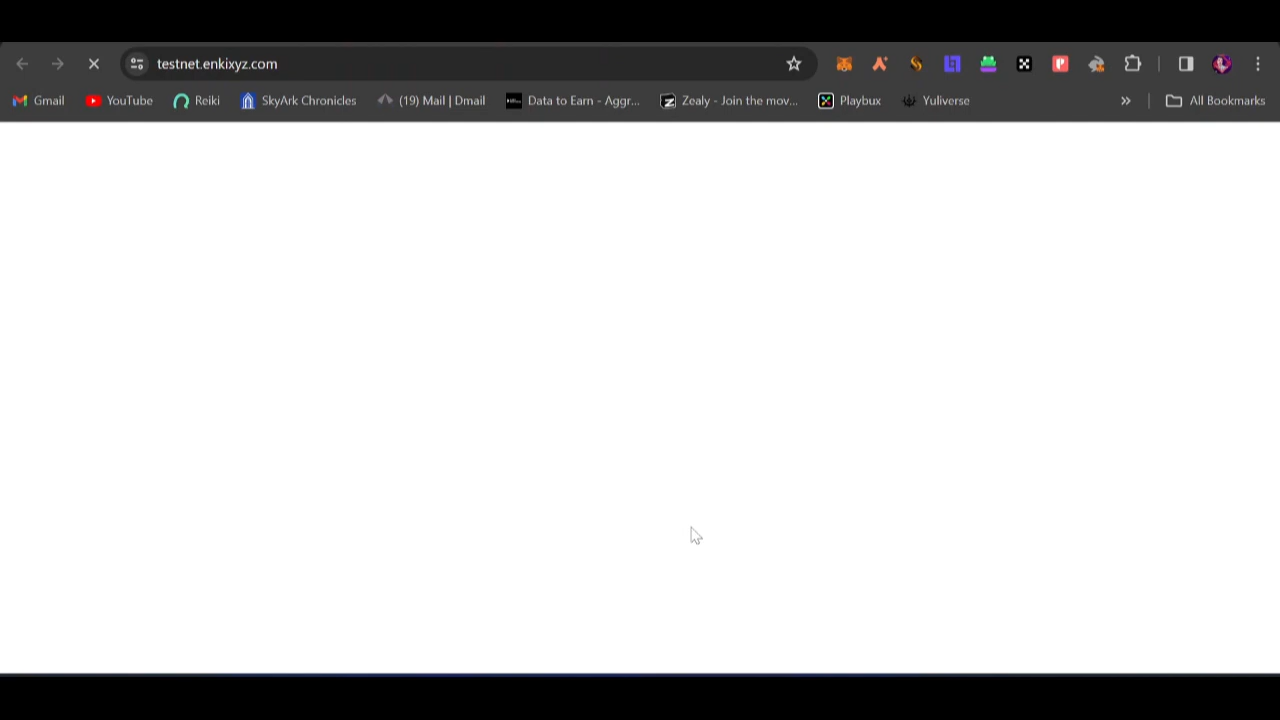 testnet.enkixyz.com
Gmail YouTube Reiki SkyArk Chronicles (19) Mail | Dmail Data to Earn - Aggr... Zealy - Join the mov... Playbux Yuliverse » All Bookmarks